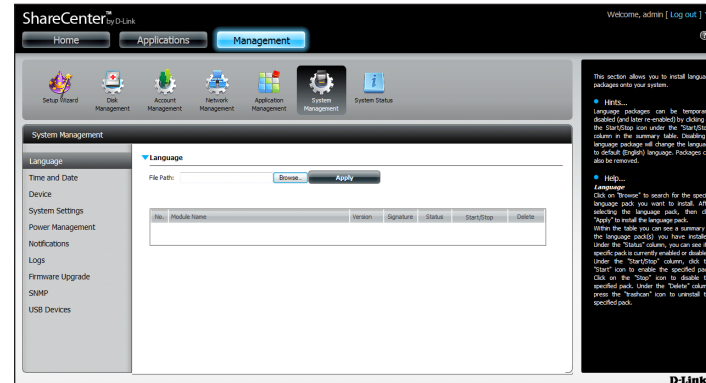 ShareCenter™ by D-Link
Welcome, admin [ Log out ]
Home
Applications
Management
Setup Wizard
Disk
Management
Account
Management
Network
Management
Application
Management
System
Management
System Status
System Management
Language
Time and Date
Device
System Settings
Power Management
Notifications
Logs
Firmware Upgrade
SNMP
USB Devices
Language
File Path:
Browse..
Apply
No. Module Name Version Signature Status Start/Stop Delete
This section allows you to install langua
packages onto your system.
Hints...
Language packages can be temporar
disabled (and later re-enabled) by clicking
the Start/Stop icon under the "Start/Sto
column in the summary table. Disabling
language package will change the langua
to default (English) language. Packages c
also be removed.
Help...
Language
Click on "Browse" to search for the spec
language pack you want to install. Aft
selecting the language pack, then cl
"Apply" to install the language pack.
Within the table you can see a summary
the language pack(s) you have installe
Under the "Status" column, you can see if
specific pack is currently enabled or disable
Under the "Start/Stop" column, click t
"Start" icon to enable the specified pac
Click on the "Stop" icon to disable t
specified pack. Under the "Delete" colum
press the "trashcan" icon to uninstall t
specified pack.
D-Link